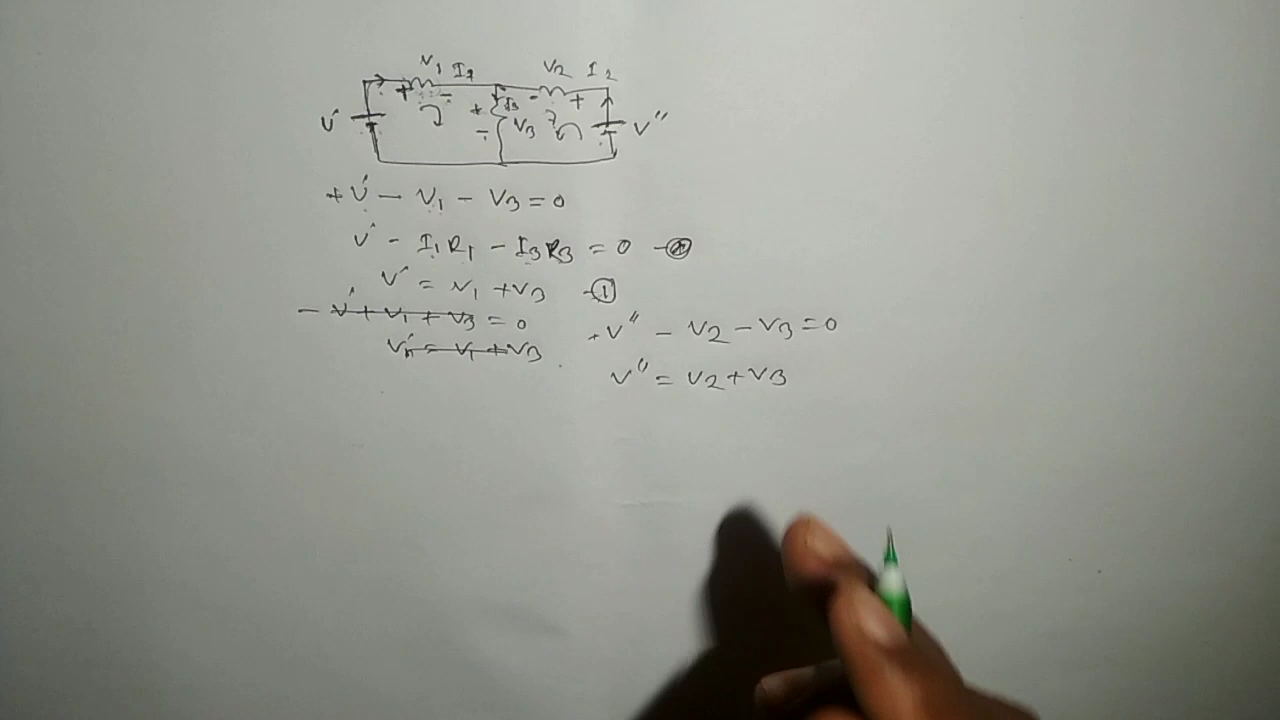 V₁ I₁ V₂ I₂
V' + - + I₃ - + V''
- V₃
+ V' - V₁ - V₃ = 0
V' - I₁R₁ - I₃R₃ = 0
V' = V₁ + V₃ - ①
- V' + V₁ + V₃ = 0
V' = V₁ + V₃
+ V'' - V₂ - V₃ = 0
V'' = V₂ + V₃